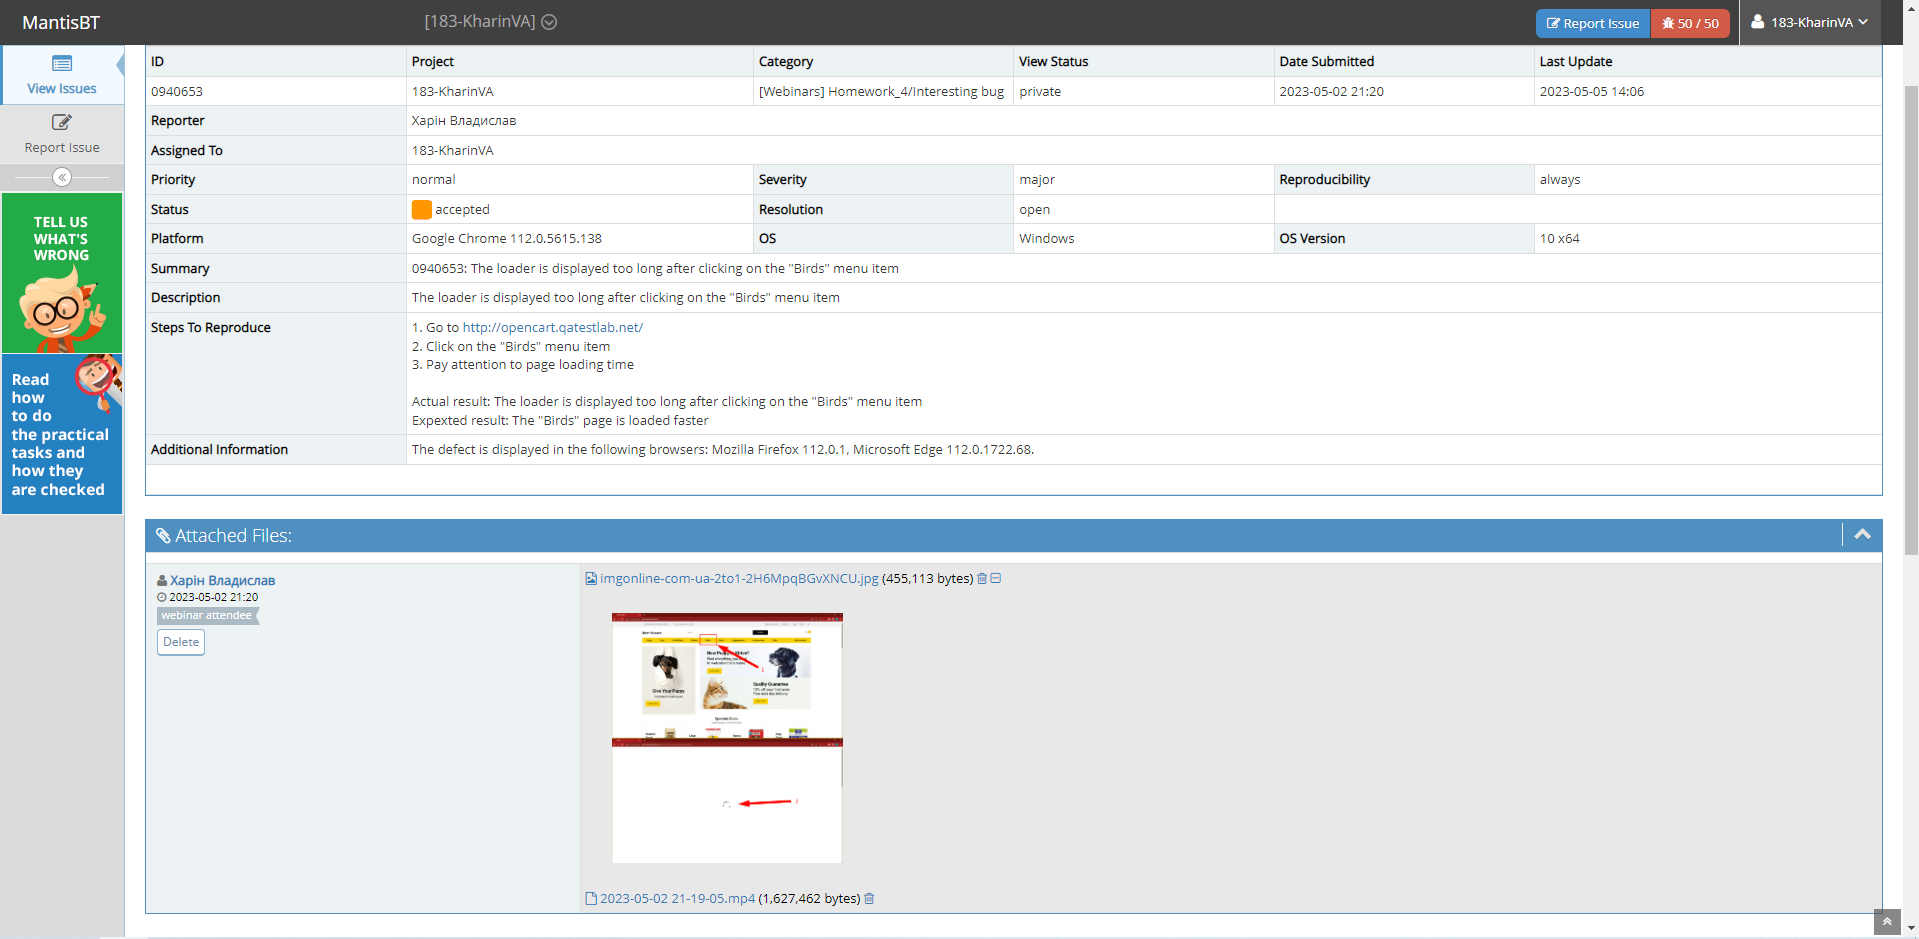 MantisBT
[183-KharinVA]
Report Issue
50 / 50
183-KharinVA
View Issues
Report Issue
TELL US
WHAT'S
WRONG
Read
how
to do
the practical
tasks and
how they
are checked
ID Project Category View Status Date Submitted Last Update
0940653 183-KharinVA [Webinars] Homework_4/Interesting bug private 2023-05-02 21:20 2023-05-05 14:06
Reporter Харін Владислав
Assigned To 183-KharinVA
Priority normal Severity major Reproducibility always
Status accepted Resolution open
Platform Google Chrome 112.0.5615.138 OS Windows OS Version 10 x64
Summary 0940653: The loader is displayed too long after clicking on the "Birds" menu item
Description The loader is displayed too long after clicking on the "Birds" menu item
Steps To Reproduce 1. Go to http://opencart.qatestlab.net/
2. Click on the "Birds" menu item
3. Pay attention to page loading time
Actual result: The loader is displayed too long after clicking on the "Birds" menu item
Expexted result: The "Birds" page is loaded faster
Additional Information The defect is displayed in the following browsers: Mozilla Firefox 112.0.1, Microsoft Edge 112.0.1722.68.
Attached Files:
Харін Владислав
2023-05-02 21:20
webinar attendee
Delete
imgonline-com-ua-2to1-2H6MpqBGvXNCU.jpg (455,113 bytes)
Give Your Puppy
Quality Guarantee
2023-05-02 21-19-05.mp4 (1,627,462 bytes)